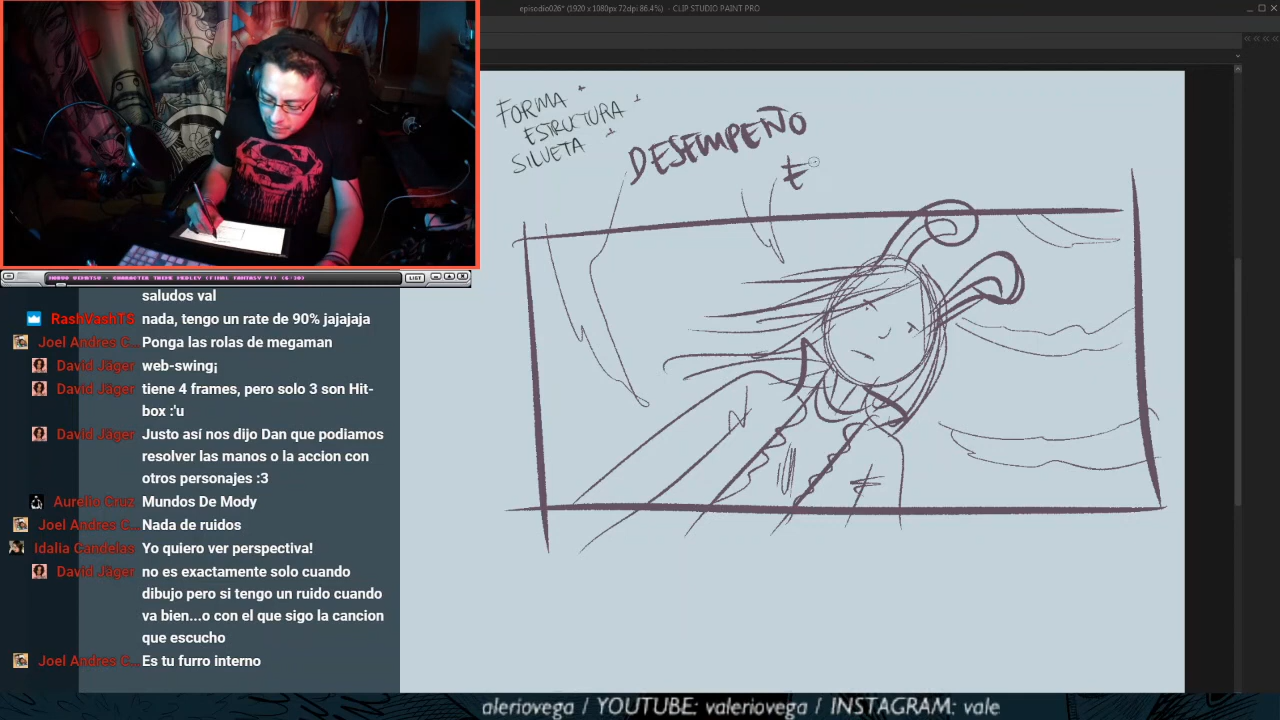 episodio026* (1920 x 1080px 72dpi 86.4%) - CLIP STUDIO PAINT PRO
FORMA +
ESTRUCTURA
SILUETA
DESEMPEÑO
LIST
saludos val
RashVashTS. nada, tengo un rate de 90% jajajaja
Joel Andres C... Ponga las rolas de megaman
David Jäger web-swing¡
David Jäger tiene 4 frames, pero solo 3 son Hit-
box :'u
David Jäger Justo así nos dijo Dan que podiamos
resolver las manos o la accion con
otros personajes :3
Aurelio Cruz Mundos De Mody
Joel Andres C... Nada de ruidos
Idalia Candelas Yo quiero ver perspectiva!
David Jäger no es exactamente solo cuando
dibujo pero si tengo un ruido cuando
va bien...o con el que sigo la cancion
que escucho
Joel Andres C... Es tu furro interno
aleriovega / YOUTUBE: valeriovega / INSTAGRAM: vale